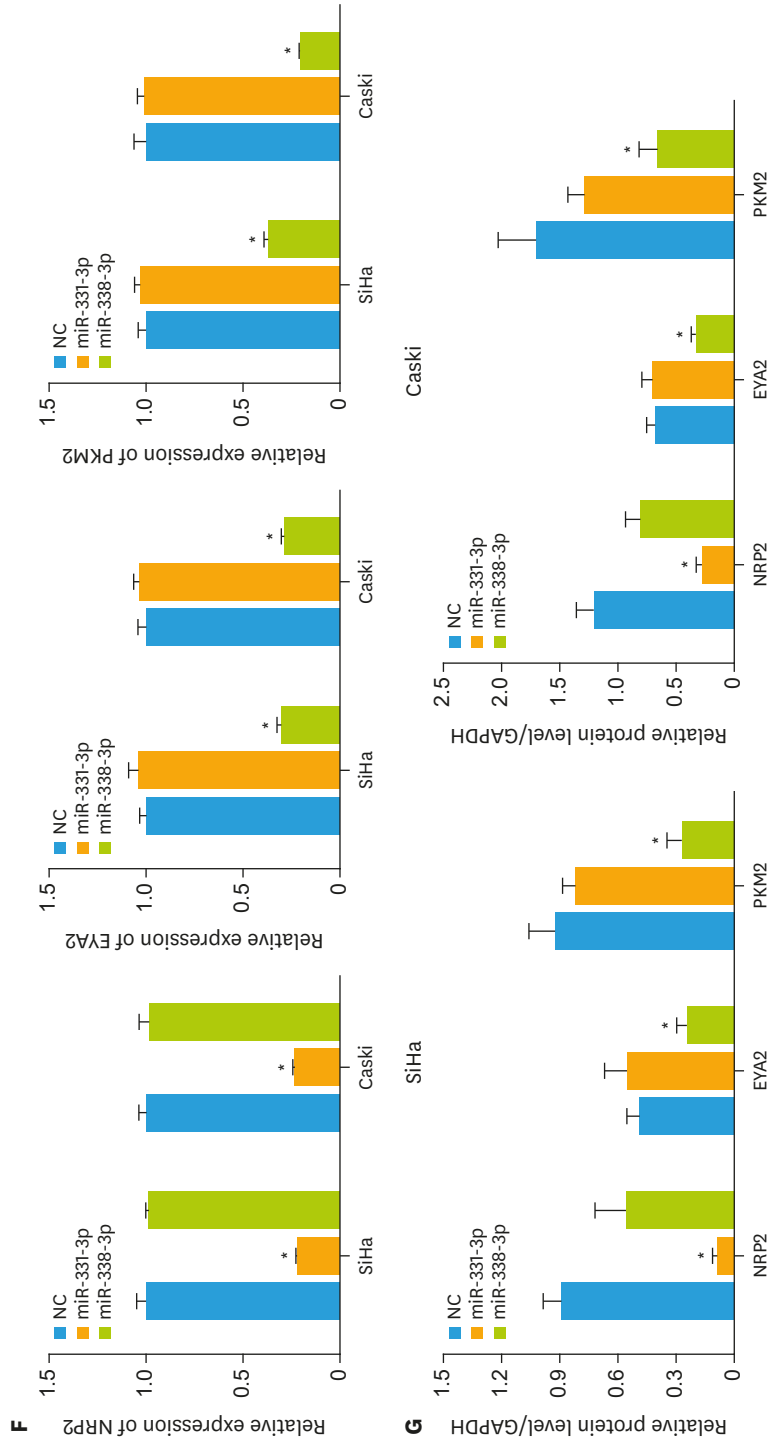 F
Relative expression of NRP2
1.5
1.0
0.5
0
NC
miR-331-3p
miR-338-3p
*
*
SiHa
Caski
Relative expression of EYA2
1.5
1.0
0.5
0
NC
miR-331-3p
miR-338-3p
*
*
SiHa
Caski
Relative expression of PKM2
1.5
1.0
0.5
0
NC
miR-331-3p
miR-338-3p
*
*
SiHa
Caski
G
SiHa
Relative protein level/GAPDH
1.5
1.2
0.9
0.6
0.3
0
NC
miR-331-3p
miR-338-3p
*
*
*
NRP2
EYA2
PKM2
Caski
Relative protein level/GAPDH
2.5
2.0
1.5
1.0
0.5
0
NC
miR-331-3p
miR-338-3p
*
*
*
NRP2
EYA2
PKM2